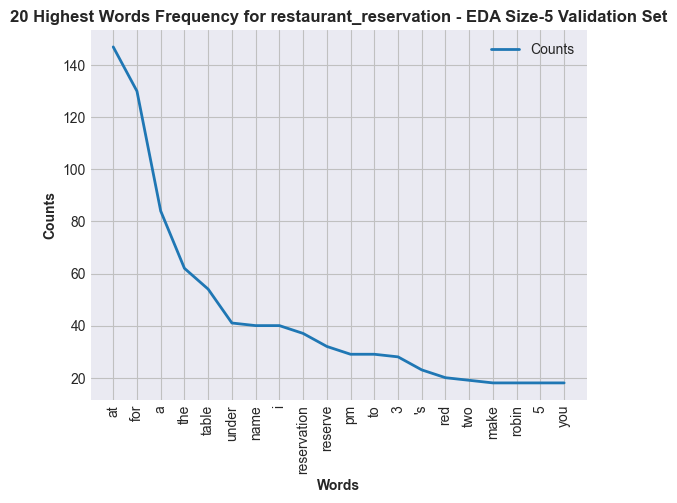 20 Highest Words Frequency for restaurant_reservation - EDA Size-5 Validation Set
Counts
140
120
100
80
60
40
20
Counts
at
for
a
the
table
under
name
i
reservation
reserve
pm
to
3
's
red
two
make
robin
5
you
Words